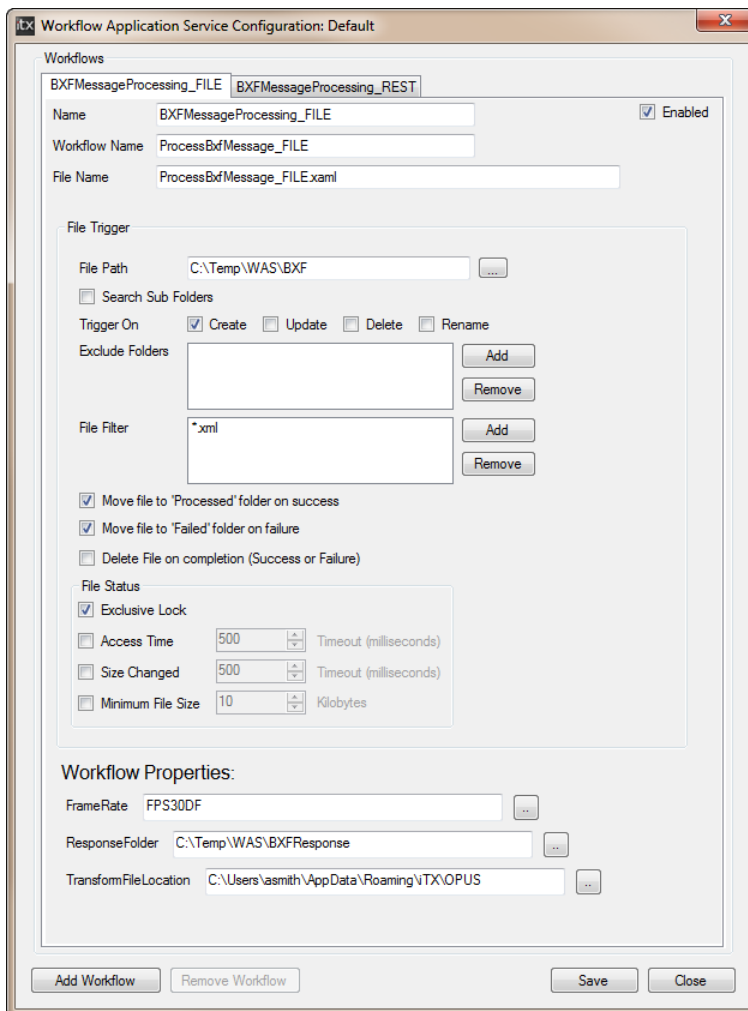 iTX Workflow Application Service Configuration: Default
Workflows
BXFMessageProcessing_FILE BXFMessageProcessing_REST
Name BXFMessageProcessing_FILE Enabled
Workflow Name ProcessBxfMessage_FILE
File Name ProcessBxfMessage_FILE.xaml
File Trigger
File Path C:\Temp\WAS\BXF ...
Search Sub Folders
Trigger On Create Update Delete Rename
Exclude Folders Add
Remove
File Filter *.xml Add
Remove
Move file to 'Processed' folder on success
Move file to 'Failed' folder on failure
Delete File on completion (Success or Failure)
File Status
Exclusive Lock
Access Time 500 Timeout (milliseconds)
Size Changed 500 Timeout (milliseconds)
Minimum File Size 10 Kilobytes
Workflow Properties:
FrameRate FPS30DF ..
ResponseFolder C:\Temp\WAS\BXFResponse ..
TransformFileLocation C:\Users\asmith\AppData\Roaming\iTX\OPUS ..
Add Workflow Remove Workflow Save Close